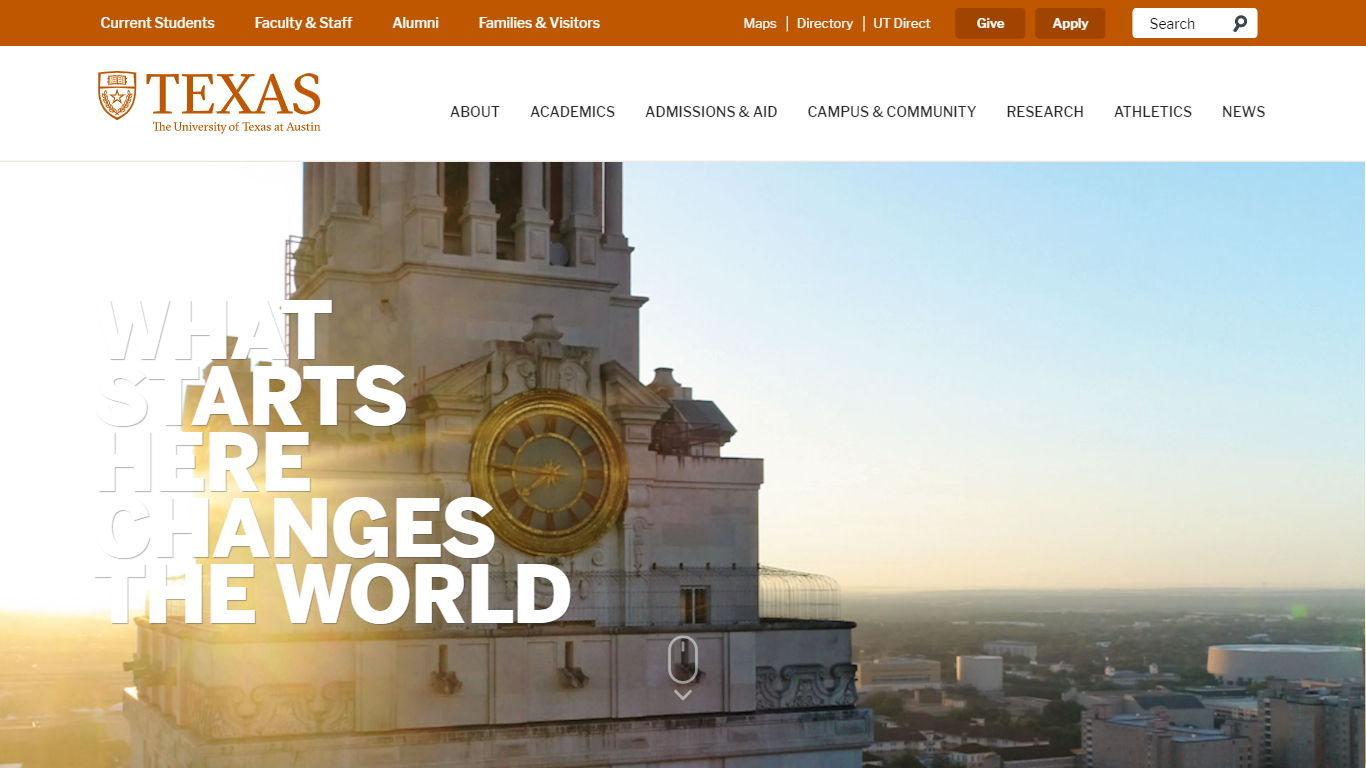 Current Students Faculty & Staff Alumni Families & Visitors Maps Directory UT Direct Give Apply Search
TEXAS
The University of Texas at Austin
ABOUT ACADEMICS ADMISSIONS & AID CAMPUS & COMMUNITY RESEARCH ATHLETICS NEWS
WHAT
STARTS
HERE
CHANGES
THE WORLD